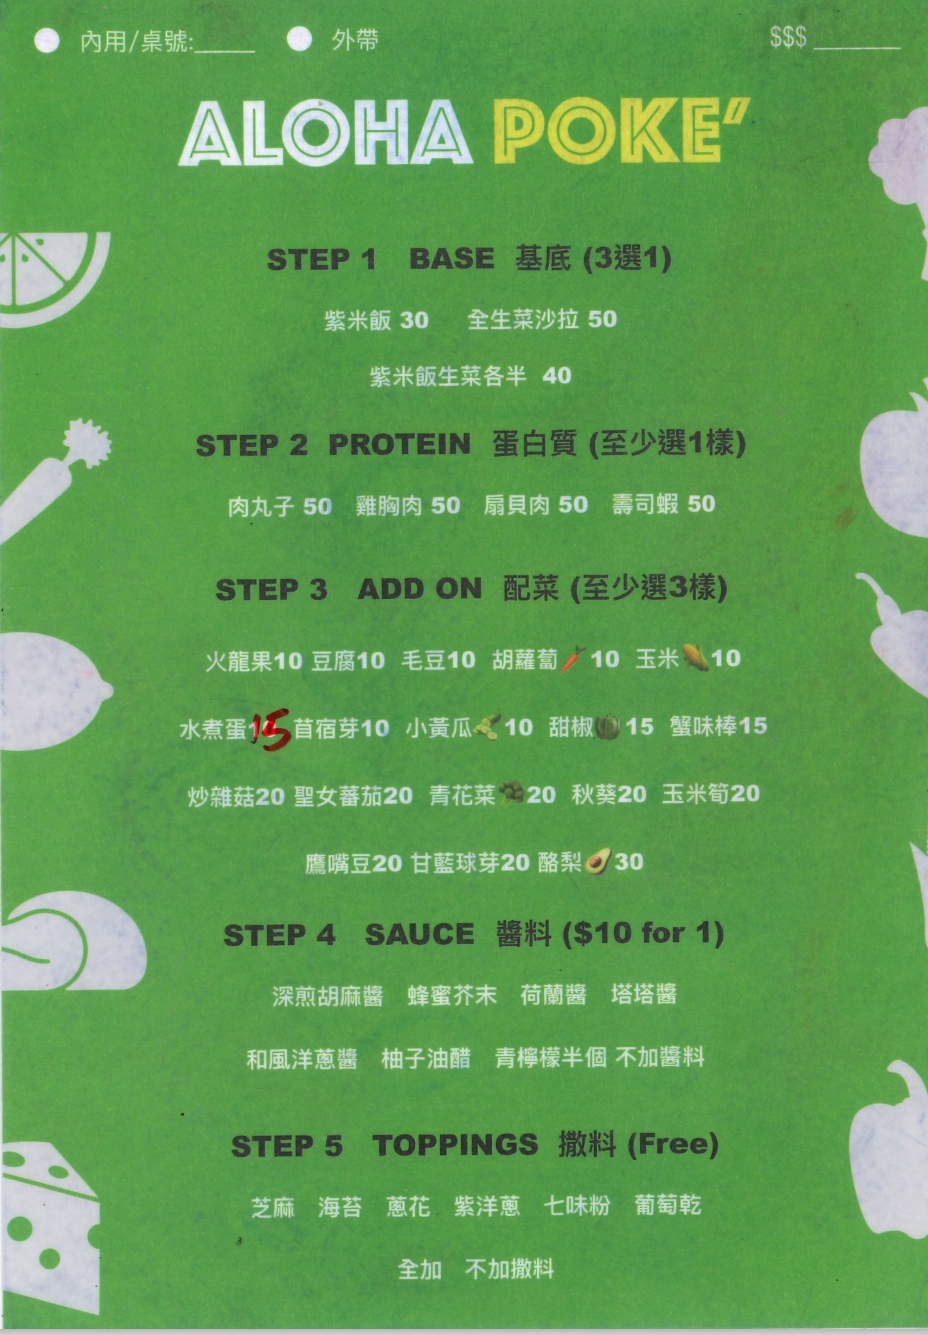 內用/桌號:_____ 外帶 $$$ _______
ALOHA POKE'
STEP 1 BASE 基底 (3選1)
紫米飯 30 全生菜沙拉 50
紫米飯生菜各半 40
STEP 2 PROTEIN 蛋白質 (至少選1樣)
肉丸子 50 雞胸肉 50 扇貝肉 50 壽司蝦 50
STEP 3 ADD ON 配菜 (至少選3樣)
火龍果10 豆腐10 毛豆10 胡蘿蔔🥕10 玉米🌽10
水煮蛋15 苜宿芽10 小黃瓜🥒10 甜椒15 蟹味棒15
炒雜菇20 聖女蕃茄20 青花菜🥦20 秋葵20 玉米筍20
鷹嘴豆20 甘藍球芽20 酪梨🥑30
STEP 4 SAUCE 醬料 ($10 for 1)
深煎胡麻醬 蜂蜜芥末 荷蘭醬 塔塔醬
和風洋蔥醬 柚子油醋 青檸檬半個 不加醬料
STEP 5 TOPPINGS 撒料 (Free)
芝麻 海苔 蔥花 紫洋蔥 七味粉 葡萄乾
全加 不加撒料